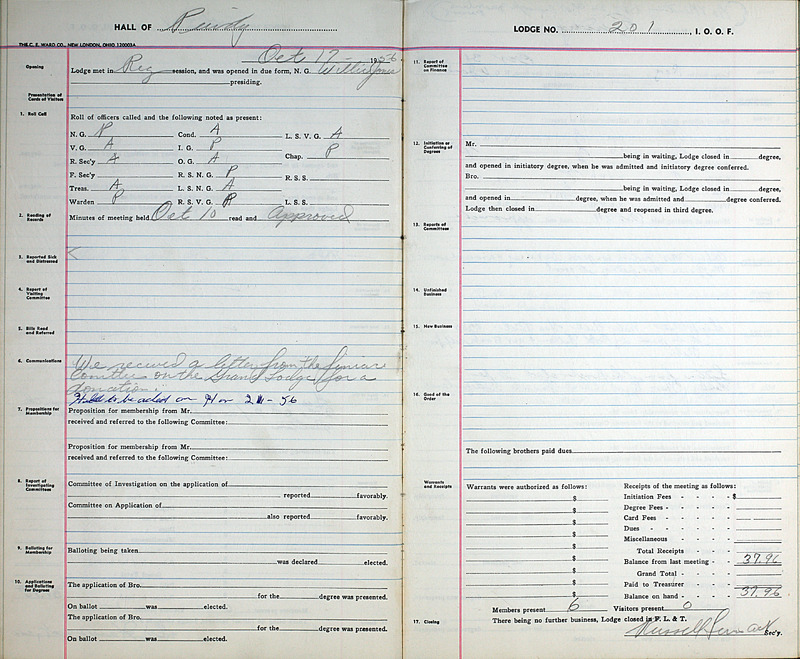 HALL OF Purdy
THE C. E. WARD CO., NEW LONDON, OHIO 120003A
Oct 17 - 1956
Opening
Lodge met in Reg session, and was opened in due form, N. G. Willie Jones
presiding.
Presentation of Cards of Visitors
1. Roll Call
Roll of officers called and the following noted as present:
N. G. P Cond. A L. S. V. G. A
V. G. A I. G. P Chap. P
R. Sec'y A O. G. A
F. Sec'y R. S. N. G. P R. S. S.
Treas. A L. S. N. G. A
Warden P R. S. V. G. P L. S. S.
2. Reading of Records
Minutes of meeting held Oct 10 read and Approved
3. Reported Sick and Distressed
4. Report of Visiting Committee
5. Bills Read and Referred
6. Communications
We received a letter from the
on the Grand Lodge for a
donation.
to be acted on
7. Propositions for Membership
Proposition for membership from Mr.
received and referred to the following Committee:
Proposition for membership from Mr.
received and referred to the following Committee:
8. Report of Investigating Committees
Committee of Investigation on the application of
reported favorably.
Committee on Application of
also reported favorably.
9. Balloting for Membership
Balloting being taken
was declared elected.
10. Applications and Balloting for Degrees
The application of Bro.
for the degree was presented.
On ballot was elected.
The application of Bro.
for the degree was presented.
On ballot was elected.
LODGE NO. 201, I. O. O. F.
11. Report of Committee on Finance
12. Initiation or Conferring of Degrees
Mr.
being in waiting, Lodge closed in degree,
and opened in initiatory degree, when he was admitted and initiatory degree conferred.
Bro.
being in waiting, Lodge closed in degree,
and opened in degree, when he was admitted and degree conferred.
Lodge then closed in degree and reopened in third degree.
13. Reports of Committees
14. Unfinished Business
15. New Business
16. Good of the Order
The following brothers paid dues
Warrants and Receipts
Warrants were authorized as follows: Receipts of the meeting as follows:
$ Initiation Fees - - - - $
$ Degree Fees - - - - -
$ Card Fees - - - -
$ Dues - - - - -
$ Miscellaneous - - - -
$ Total Receipts - -
$ Balance from last meeting - - 37.96
$ Grand Total - - -
$ Paid to Treasurer - - - -
$ Balance on hand - - - - 37.96
Members present 6 Visitors present 0
17. Closing
There being no further business, Lodge closed in F. L. & T.
Russell Sec'y.